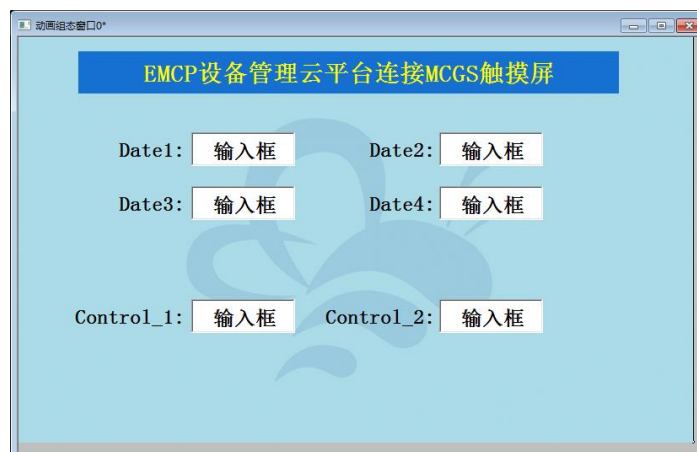 动画组态窗口0*
EMCP设备管理云平台连接MCGS触摸屏
Date1: 输入框 Date2: 输入框
Date3: 输入框 Date4: 输入框
Control_1: 输入框 Control_2: 输入框